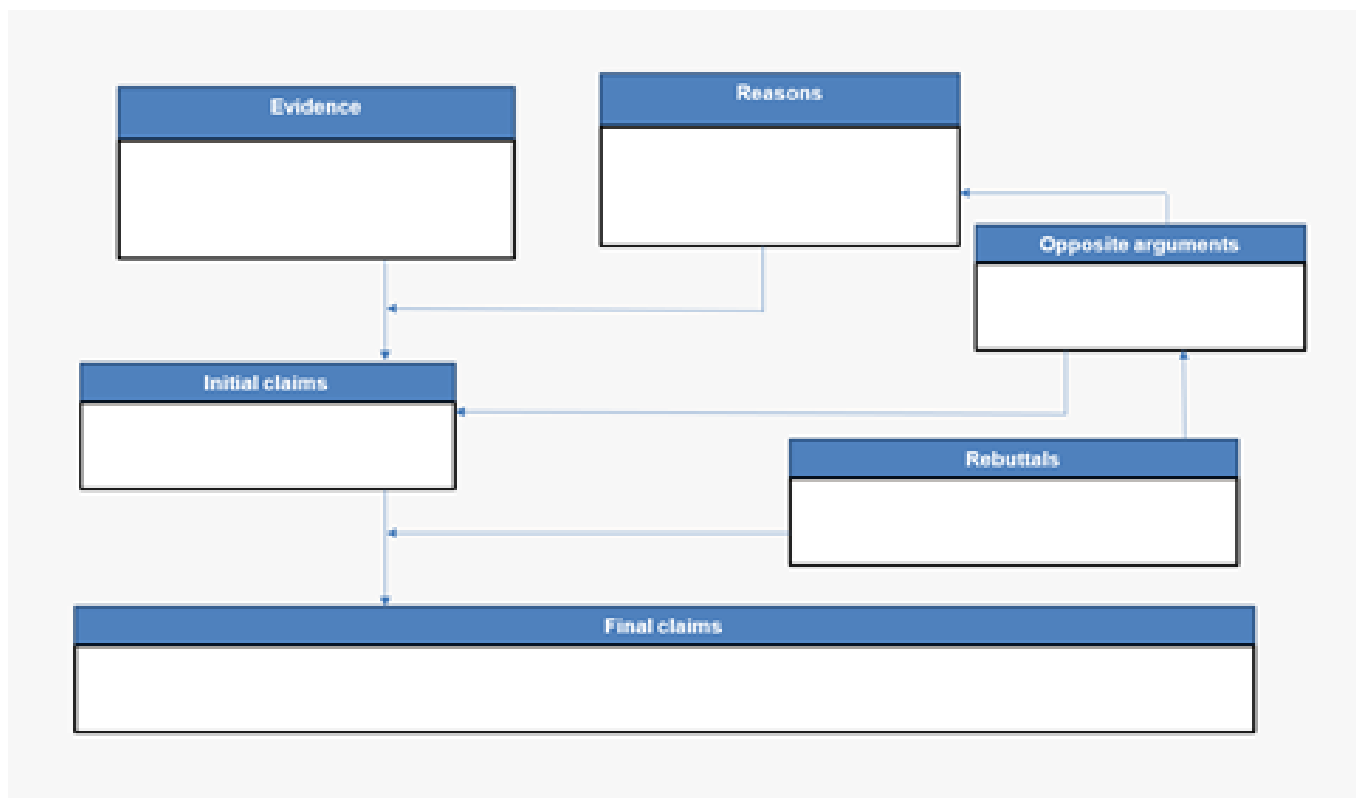 Evidence
Reasons
Opposite arguments
Initial claims
Rebuttals
Final claims